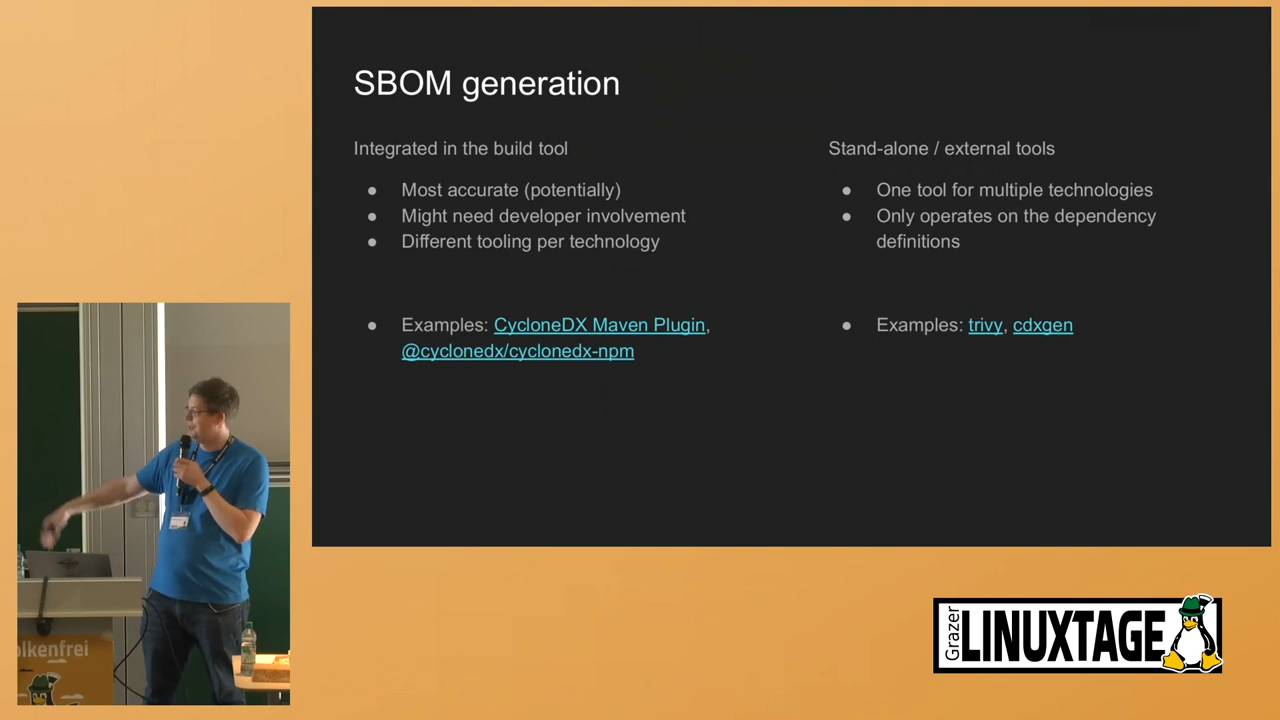 SBOM generation
Integrated in the build tool
● Most accurate (potentially)
● Might need developer involvement
● Different tooling per technology
● Examples: CycloneDX Maven Plugin,
@cyclonedx/cyclonedx-npm
Stand-alone / external tools
● One tool for multiple technologies
● Only operates on the dependency
definitions
● Examples: trivy, cdxgen
olkenfrei
Grazer
LINUXTAGE